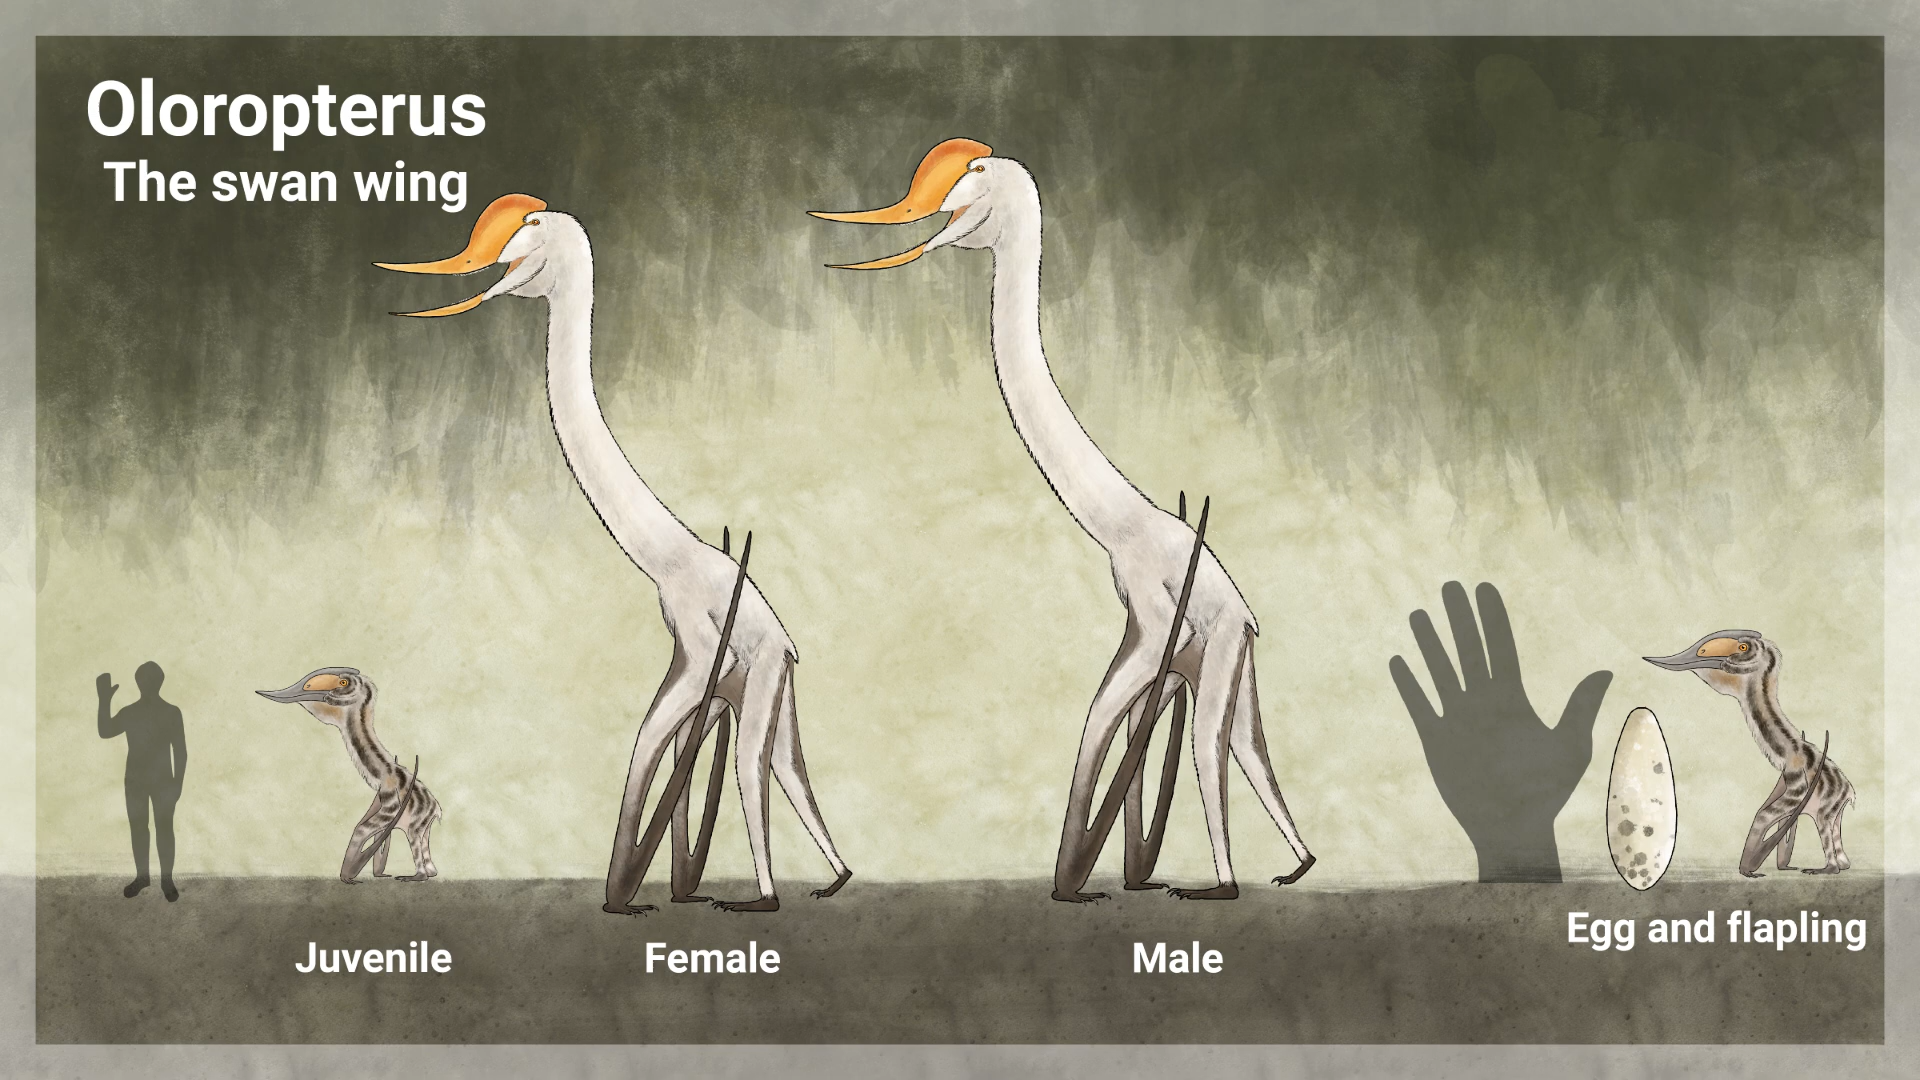 Oloropterus
The swan wing
Juvenile
Female
Male
Egg and flapling